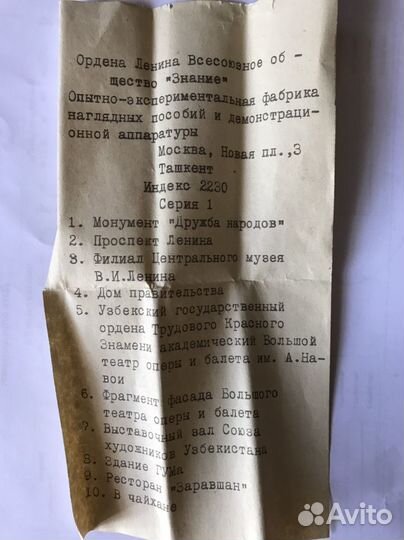 Ордена Ленина Всесоюзное об -
щество "Знание"
Опытно-экспериментальная фабрика
наглядных пособий и демонстраци-
онной аппаратуры
Москва, Новая пл.,3
Ташкент
Индекс 2230
Серия 1
1. Монумент "Дружба народов"
2. Проспект Ленина
3. Филиал Центрального музея
В.И.Ленина
4. Дом правительства
5. Узбекский государственный
ордена Трудового Красного
Знамени академический Большой
театр оперы и балета им. А.На-
вои
6. Фрагмент фасада Большого
театра оперы и балета
7. Выставочный зал Союза
художников Узбекистана
8. Здание ГУМа
9. Ресторан "Заравшан"
10. В чайхане
Avito